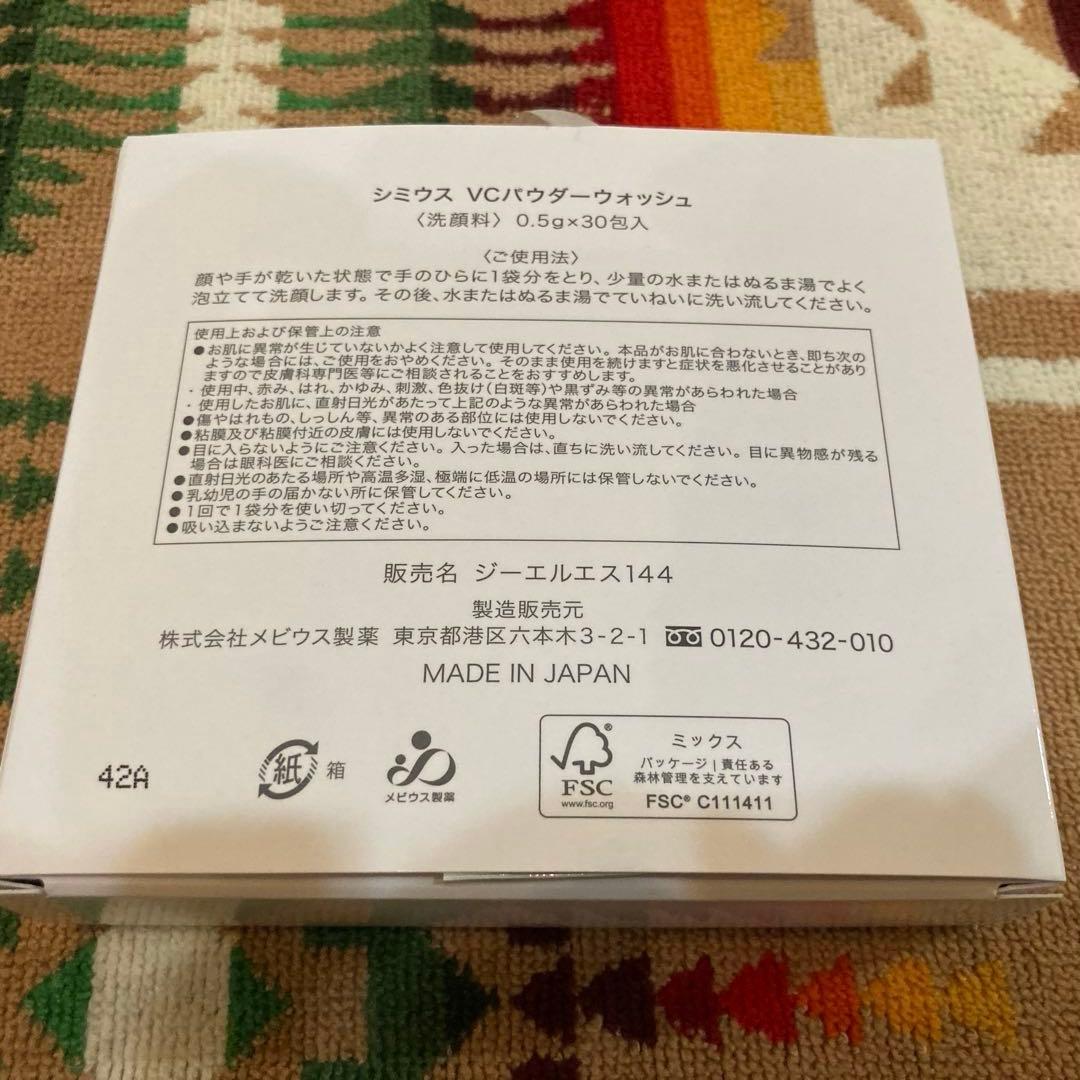 シミウス VCパウダーウォッシュ
〈洗顔料〉 0.5g×30包入
〈ご使用法〉
顔や手が乾いた状態で手のひらに1袋分をとり、少量の水またはぬるま湯でよく
泡立てて洗顔します。その後、水またはぬるま湯でていねいに洗い流してください。
使用上および保管上の注意
●お肌に異常が生じていないかよく注意して使用してください。本品がお肌に合わないとき、即ち次の
ような場合には、ご使用をおやめください。そのまま使用を続けますと症状を悪化させることがあり
ますので皮膚科専門医等にご相談されることをおすすめします。
・使用中、赤み、はれ、かゆみ、刺激、色抜け(白斑等)や黒ずみ等の異常があらわれた場合
・使用したお肌に、直射日光があたって上記のような異常があらわれた場合
●傷やはれもの、しっしん等、異常のある部位には使用しないでください。
●粘膜及び粘膜付近の皮膚には使用しないでください。
●目に入らないようにご注意ください。入った場合は、直ちに洗い流してください。目に異物感が残る
場合は眼科医にご相談ください。
●直射日光のあたる場所や高温多湿、極端に低温の場所には保管しないでください。
●乳幼児の手の届かない所に保管してください。
●1回で1袋分を使い切ってください。
●吸い込まないようご注意ください。
販売名 ジーエルエス144
製造販売元
株式会社メビウス製薬 東京都港区六本木3-2-1 0120-432-010
MADE IN JAPAN
42A
紙 箱
メビウス製薬
FSC®
www.fsc.org
ミックス
パッケージ|責任ある
森林管理を支えています
FSC® C111411